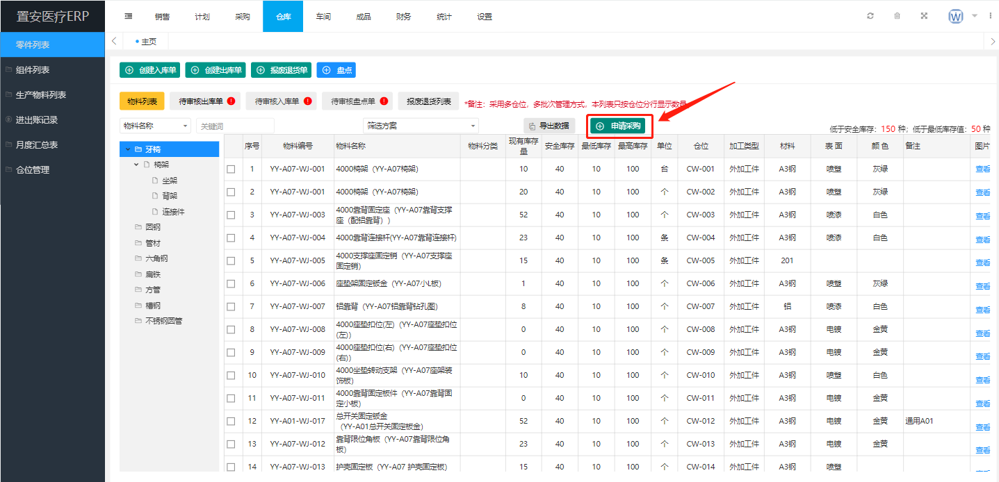 置安医疗ERP
销售 计划 采购 仓库 车间 成品 财务 统计 设置
W
零件列表
组件列表
生产物料列表
进出账记录
月度汇总表
仓位管理
主页
创建入库单 创建出库单 报废退货单 盘点
物料列表 待审核出库单 待审核入库单 待审核盘点单 报废退货列表 *备注：采用多仓位，多批次管理方式，本列表只按仓位分行显示数量
物料名称 关键词 筛选方案 导出数据 申请采购 低于安全库存：150 种；低于最低库存值：50 种
牙椅
椅架
坐架
背架
连接件
圆钢
管材
六角钢
扁铁
方管
槽钢
不锈钢圆管
序号 物料编号 物料名称 物料分类 现有库存量 安全库存 最低库存 最高库存 单位 仓位 加工类型 材料 表 面 颜 色 备注 图片
1 YY-A07-WJ-001 4000椅架（YY-A07椅架） 10 40 10 100 台 CW-001 外加工件 A3钢 喷塑 灰绿 查看
2 YY-A07-WJ-001 4000椅架（YY-A07椅架） 20 40 10 100 个 CW-002 外加工件 A3钢 喷塑 灰绿 查看
3 YY-A07-WJ-003 4000靠背固定座（YY-A07靠背支撑座（配铝靠背）） 52 40 10 100 个 CW-003 外加工件 A3钢 喷漆 白色 查看
4 YY-A07-WJ-004 4000靠背连接杆(YY-A07靠背连接杆) 23 40 10 100 条 CW-004 外加工件 A3钢 喷漆 白色 查看
5 YY-A07-WJ-005 4000支撑座固定销（YY-A07支撑座固定销） 15 40 10 100 条 CW-005 外加工件 201 查看
6 YY-A07-WJ-006 座垫架固定钣金（YY-A07小L板） 1 40 10 100 个 CW-006 外加工件 A3钢 喷塑 灰绿 查看
7 YY-A07-WJ-007 铝靠背（YY-A07铝靠背钻孔图） 8 40 10 100 个 CW-007 外加工件 铝 喷漆 白色 查看
8 YY-A07-WJ-008 4000座垫扣位(左)（YY-A07座垫扣位(左)） 0 40 10 100 个 CW-008 外加工件 A3钢 电镀 金黄 查看
9 YY-A07-WJ-009 4000座垫扣位(右)（YY-A07座垫扣位(右)） 0 40 10 100 个 CW-009 外加工件 A3钢 电镀 金黄 查看
10 YY-A07-WJ-010 4000坐垫转动支架（YY-A07座架装饰板） 10 40 10 100 个 CW-010 外加工件 A3钢 喷塑 白色 查看
11 YY-A07-WJ-011 4000靠背固定板件（YY-A07靠背固定小板） 0 40 10 100 个 CW-011 外加工件 A3钢 电镀 金黄 查看
12 YY-A01-WJ-017 总开关固定钣金（YY-A01总开关固定板金） 52 40 10 100 个 CW-012 外加工件 A3钢 电镀 金黄 通用A01 查看
13 YY-A07-WJ-012 靠背限位角板（YY-A07靠背限位角板） 23 40 10 100 个 CW-013 外加工件 A3钢 电镀 金黄 查看
14 YY-A07-WJ-013 护壳固定板（YY-A07 护壳固定板） 15 40 10 100 个 CW-014 外加工件 A3钢 喷塑